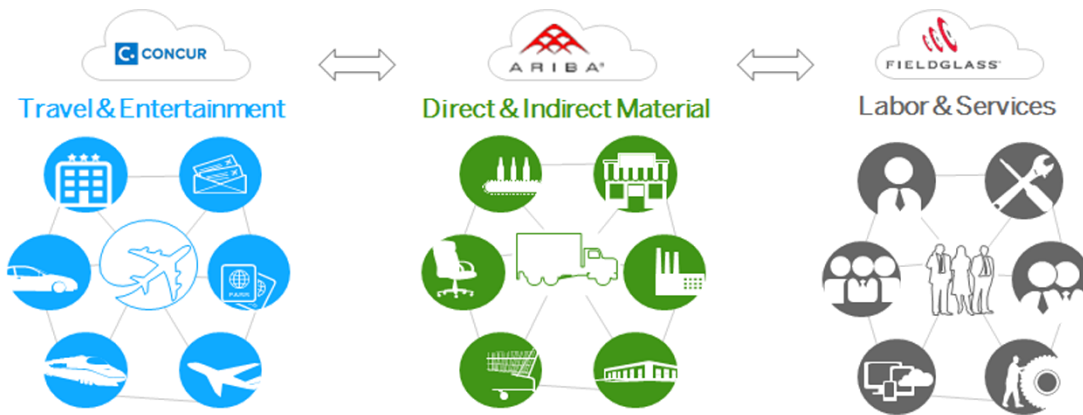 C. CONCUR
ARIBA®
FIELDGLASS
Travel & Entertainment
Direct & Indirect Material
Labor & Services